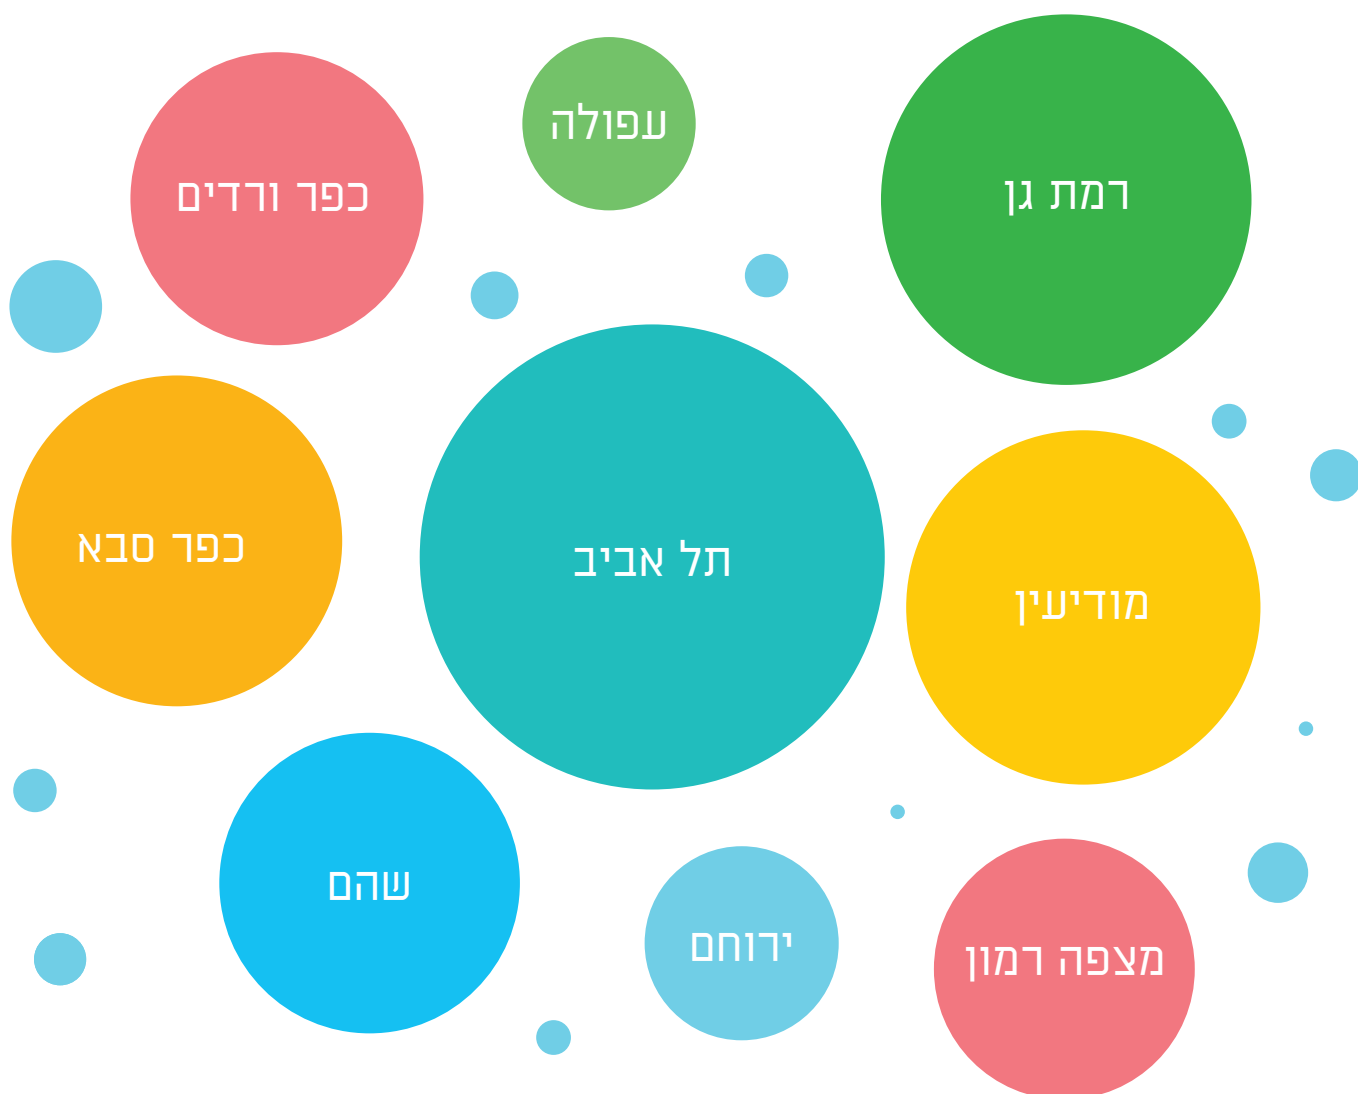 עפולה
רמת גן
כפר ורדים
תל אביב
כפר סבא
מודיעין
שהם
ירוחם
מצפה רמון